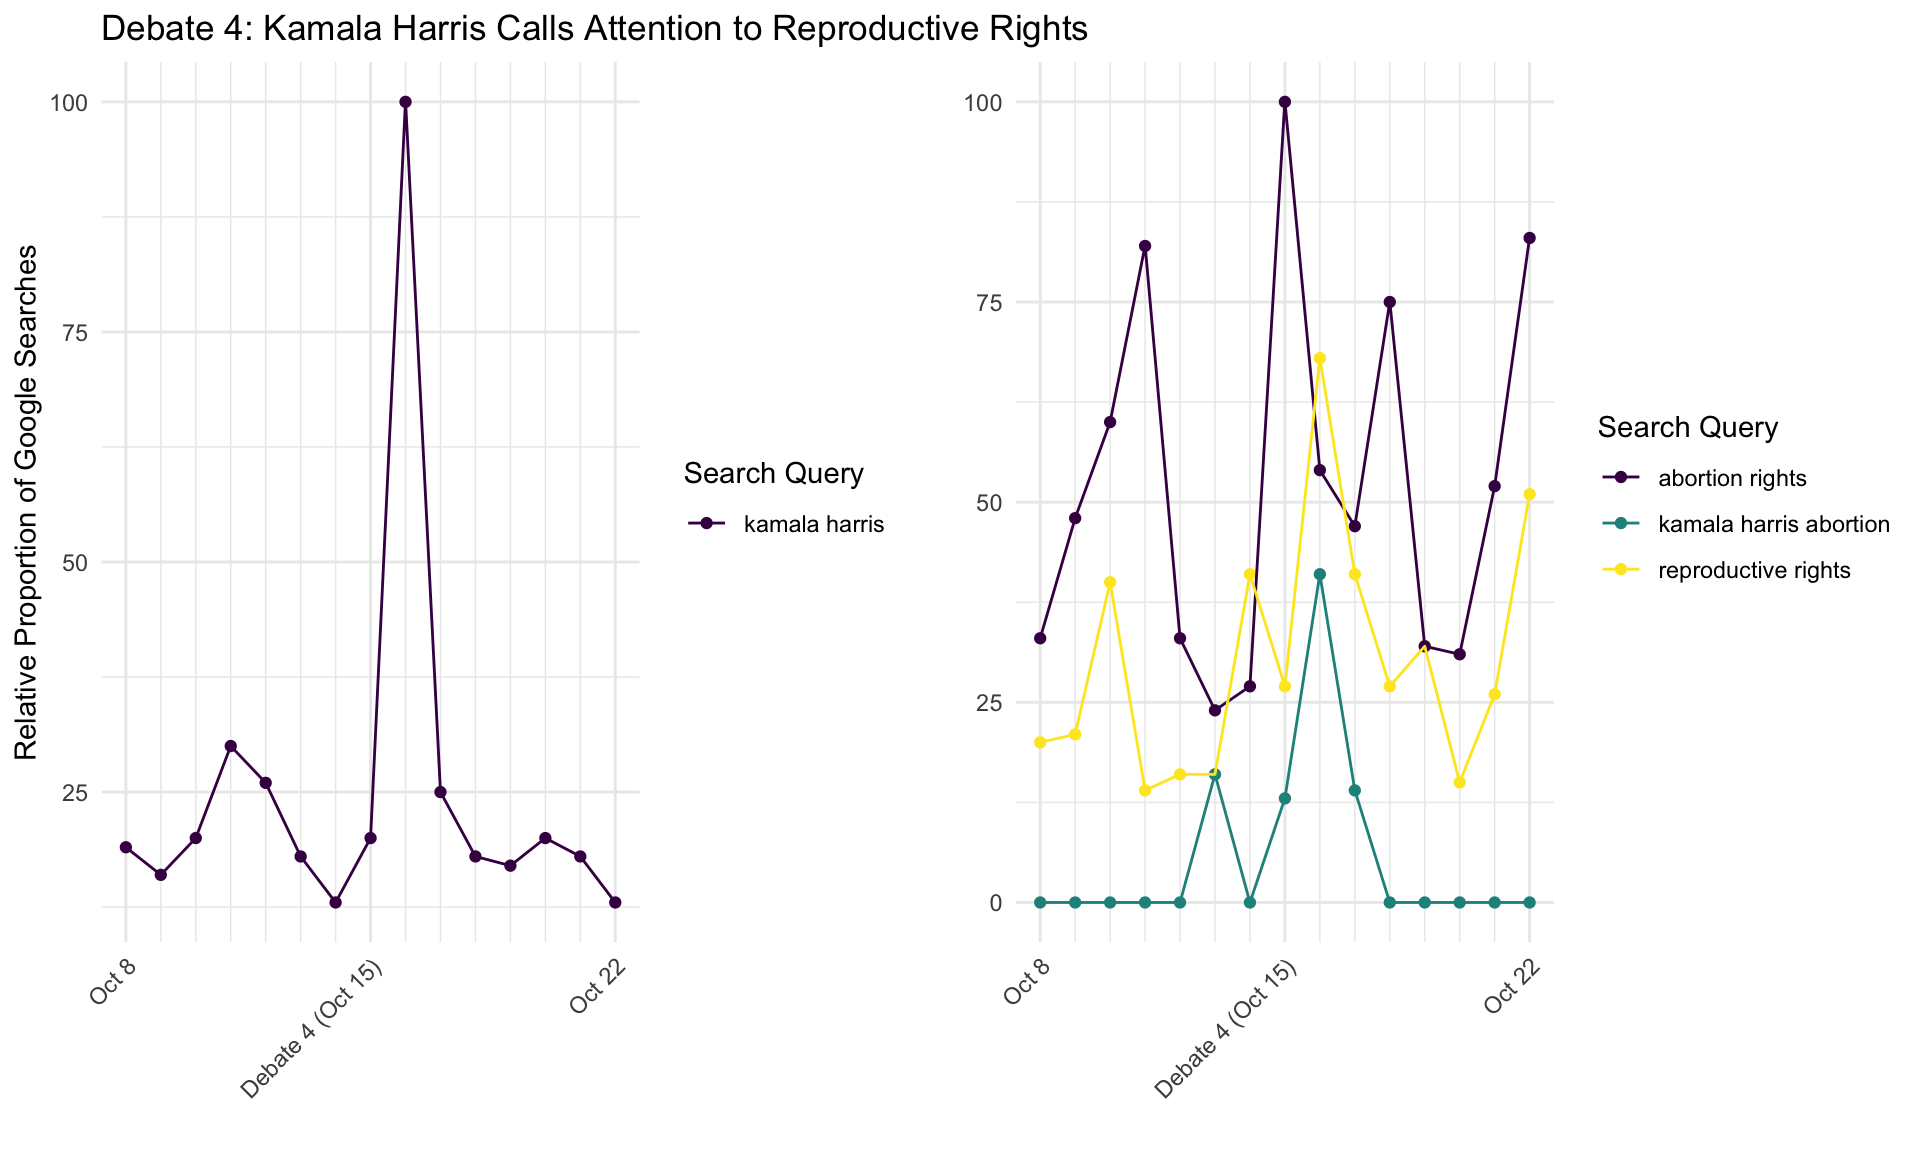 Debate 4: Kamala Harris Calls Attention to Reproductive Rights
Relative Proportion of Google Searches
100
75
50
25
Oct 8
Debate 4 (Oct 15)
Oct 22
Search Query
kamala harris
100
75
50
25
0
Oct 8
Debate 4 (Oct 15)
Oct 22
Search Query
abortion rights
kamala harris abortion
reproductive rights